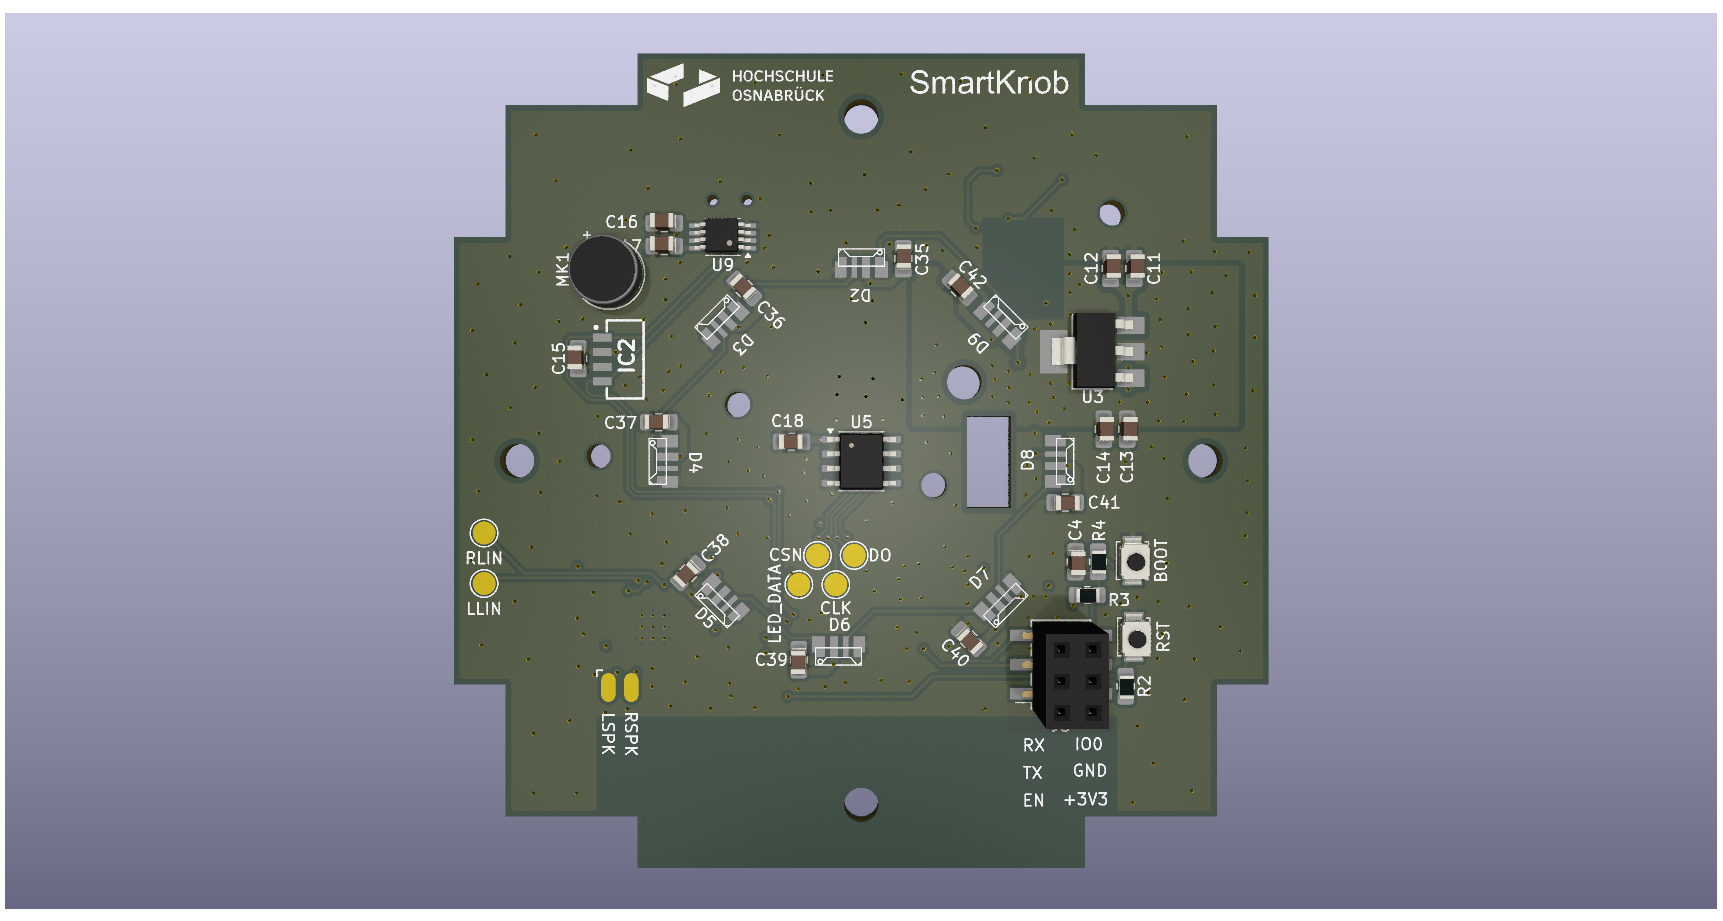 HOCHSCHULE
OSNABRÜCK
SmartKnob
C16
7
U9
MK1
C35
D2
C42
C12
C11
C36
D3
D9
C15
IC2
U3
C37
C18
U5
D4
D8
C14
C13
C41
C4
R4
BOOT
RLIN
LLIN
C38
CSN
DO
LED_DATA
CLK
D5
D6
D7
R3
RST
C39
C40
R2
LSPK
RSPK
RX
IO0
TX
GND
EN
+3V3